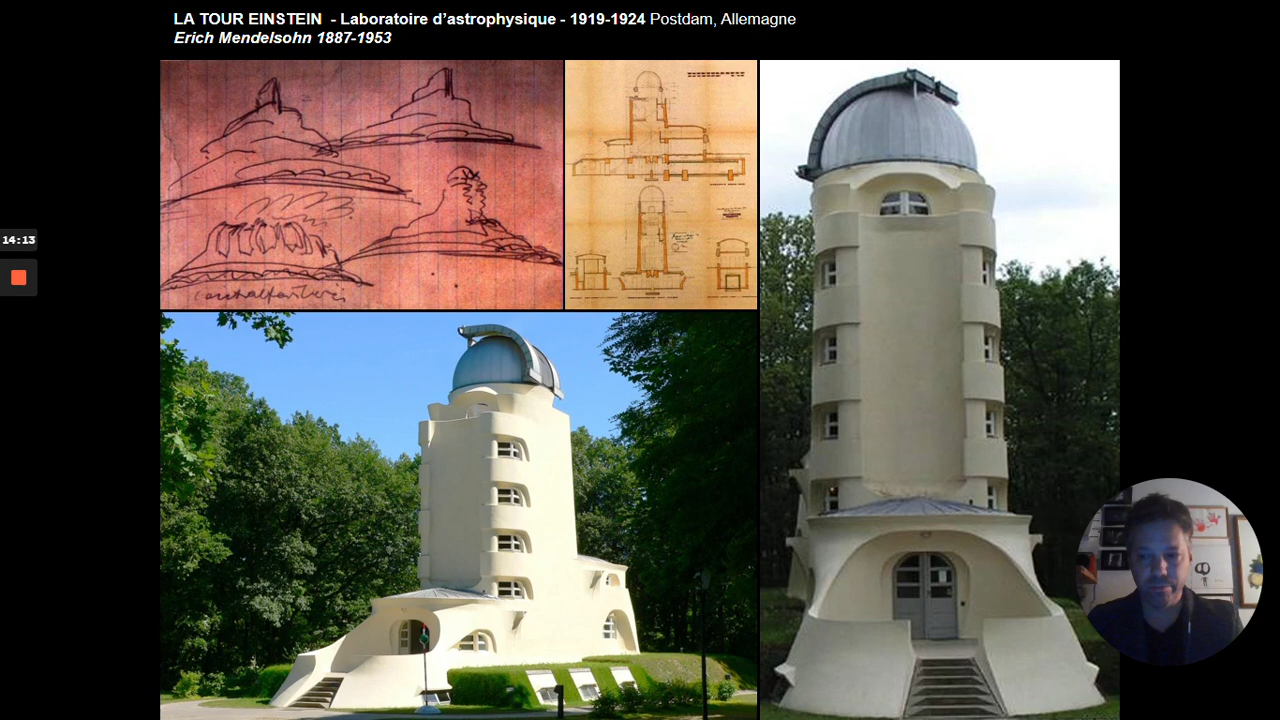 LA TOUR EINSTEIN - Laboratoire d'astrophysique - 1919-1924 Postdam, Allemagne
Erich Mendelsohn 1887-1953
14:13